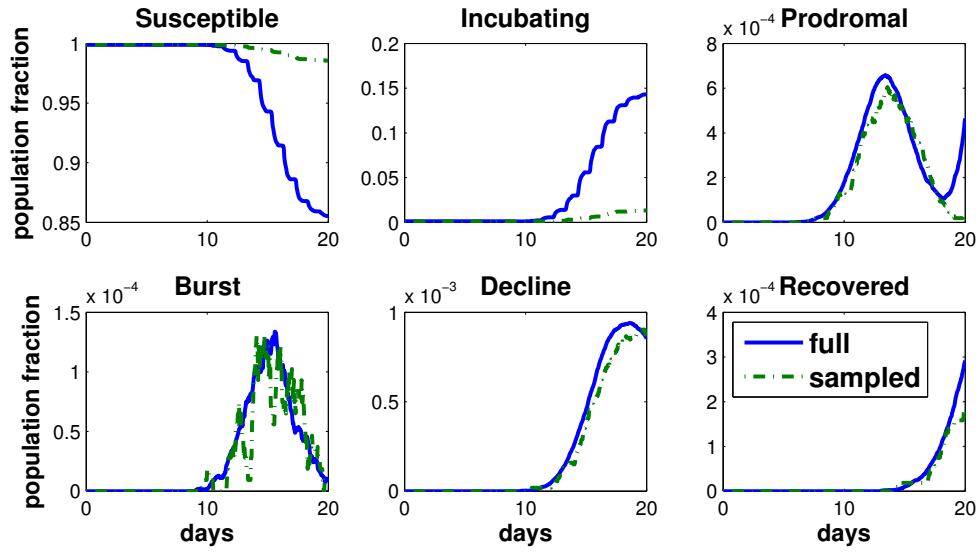 Susceptible
Incubating
Prodromal
population fraction
1
0.95
0.9
0.85
0
10
20
0.2
0.15
0.1
0.05
0
0
10
20
x 10⁻⁴
8
6
4
2
0
0
10
20
Burst
Decline
Recovered
population fraction
x 10⁻⁴
1.5
1
0.5
0
0
10
20
days
x 10⁻³
1
0.5
0
0
10
20
days
x 10⁻⁴
4
3
2
1
0
0
10
20
days
full
sampled